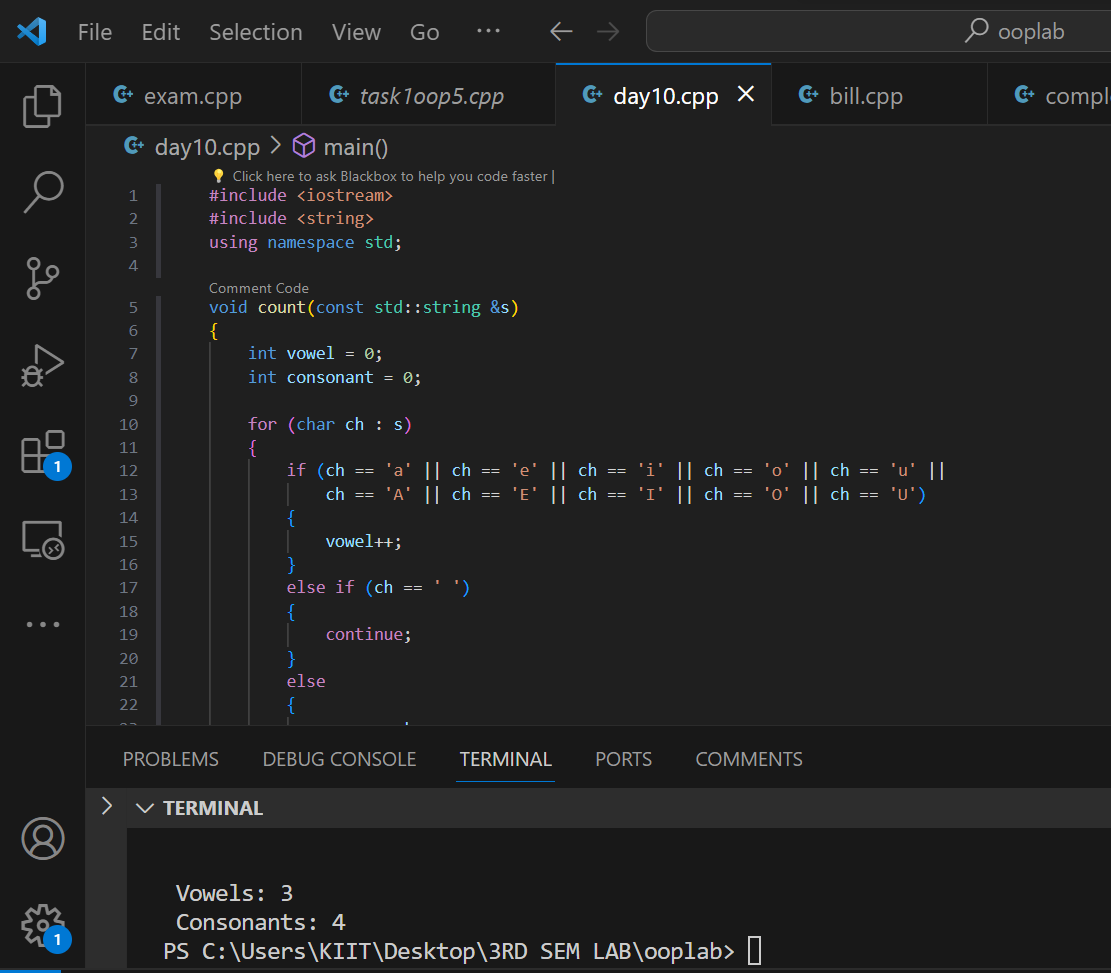 File Edit Selection View Go ··· ooplab
exam.cpp task1oop5.cpp day10.cpp bill.cpp compl
day10.cpp > main()
Click here to ask Blackbox to help you code faster |
1 #include <iostream>
2 #include <string>
3 using namespace std;
4
Comment Code
5 void count(const std::string &s)
6 {
7 int vowel = 0;
8 int consonant = 0;
9
10 for (char ch : s)
11 {
12 if (ch == 'a' || ch == 'e' || ch == 'i' || ch == 'o' || ch == 'u' ||
13 ch == 'A' || ch == 'E' || ch == 'I' || ch == 'O' || ch == 'U')
14 {
15 vowel++;
16 }
17 else if (ch == ' ')
18 {
19 continue;
20 }
21 else
22 {
1
PROBLEMS DEBUG CONSOLE TERMINAL PORTS COMMENTS
TERMINAL
Vowels: 3
Consonants: 4
PS C:\Users\KIIT\Desktop\3RD SEM LAB\ooplab>
1